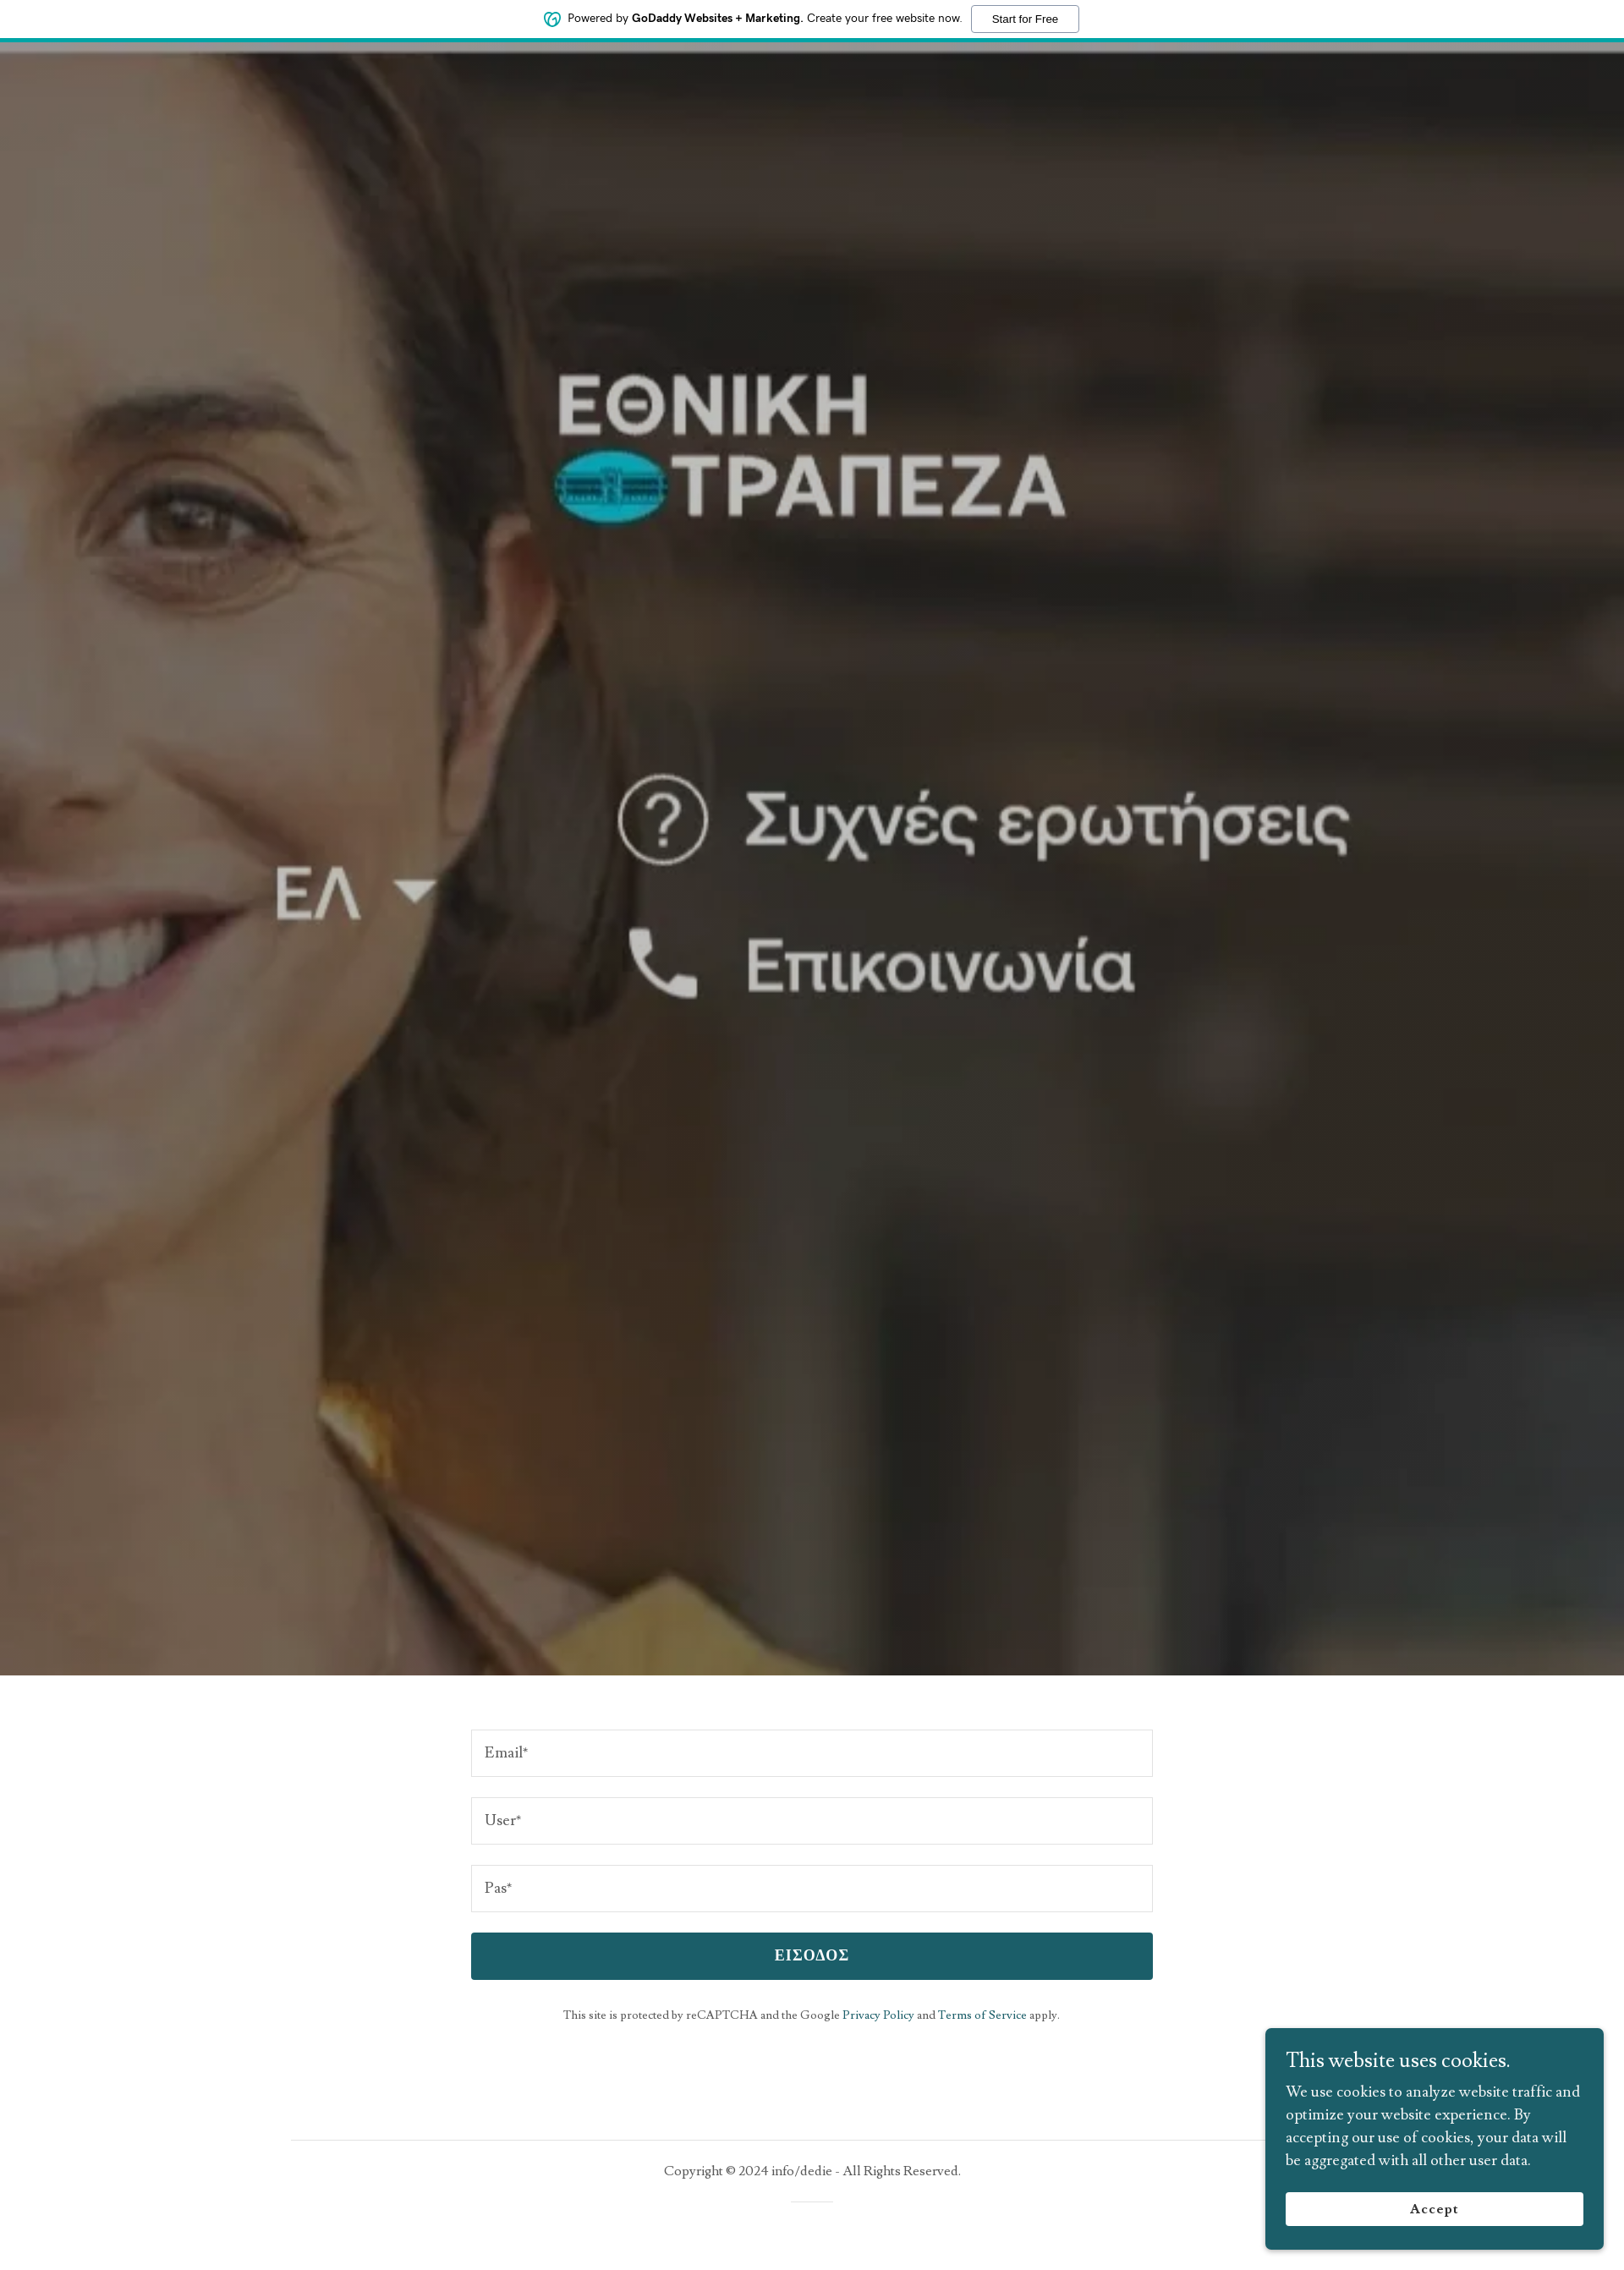 Powered by GoDaddy Websites + Marketing. Create your free website now. Start for Free
ΕΘΝΙΚΗ
ΤΡΑΠΕΖΑ
Συχνές ερωτήσεις
ΕΛ
Επικοινωνία
Email*
User*
Pas*
ΕΙΣΟΔΟΣ
This site is protected by reCAPTCHA and the Google Privacy Policy and Terms of Service apply.
This website uses cookies.
We use cookies to analyze website traffic and
optimize your website experience. By
accepting our use of cookies, your data will
be aggregated with all other user data.
Accept
Copyright © 2024 info/dedie - All Rights Reserved.